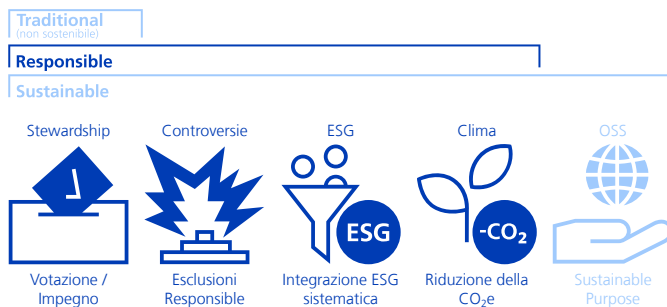 Traditional
(non sostenibile)
Responsible
Sustainable
Stewardship
Controversie
ESG
Clima
OSS
ESG
-CO₂
Votazione /
Impegno
Esclusioni
Responsible
Integrazione ESG
sistematica
Riduzione della
CO₂e
Sustainable
Purpose